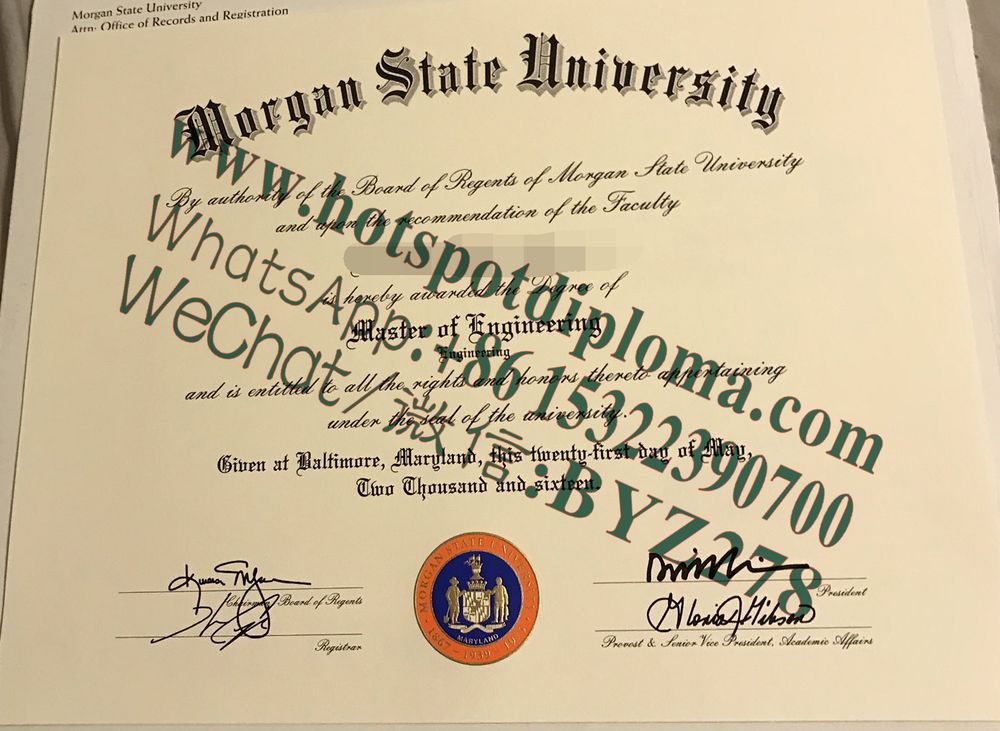 Morgan State University
Attn: Office of Records and Registration
Morgan State University
By authority of the Board of Regents of Morgan State University
and upon the recommendation of the Faculty
is hereby awarded the Degree of
Master of Engineering
Engineering
and is entitled to all the rights and honors thereto appertaining
under the seal of the university.
Given at Baltimore, Maryland, this twenty-first day of May,
Two Thousand and sixteen.
www.hotspotdiploma.com
WhatsApp:+86 15322390700
WeChat/微信:BYZ278
Chairman, Board of Regents
Registrar
President
Provost & Senior Vice President, Academic Affairs
MORGAN STATE UNIVERSITY
MARYLAND
1867 - 1939